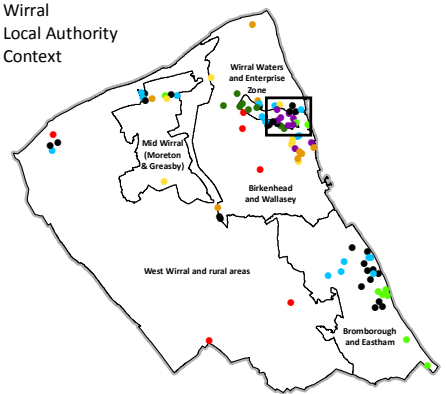 Wirral
Local Authority
Context
Wirral Waters
and Enterprise
Zone
Mid Wirral
(Moreton
& Greasby)
Birkenhead
and Wallasey
West Wirral and rural areas
Bromborough
and Eastham